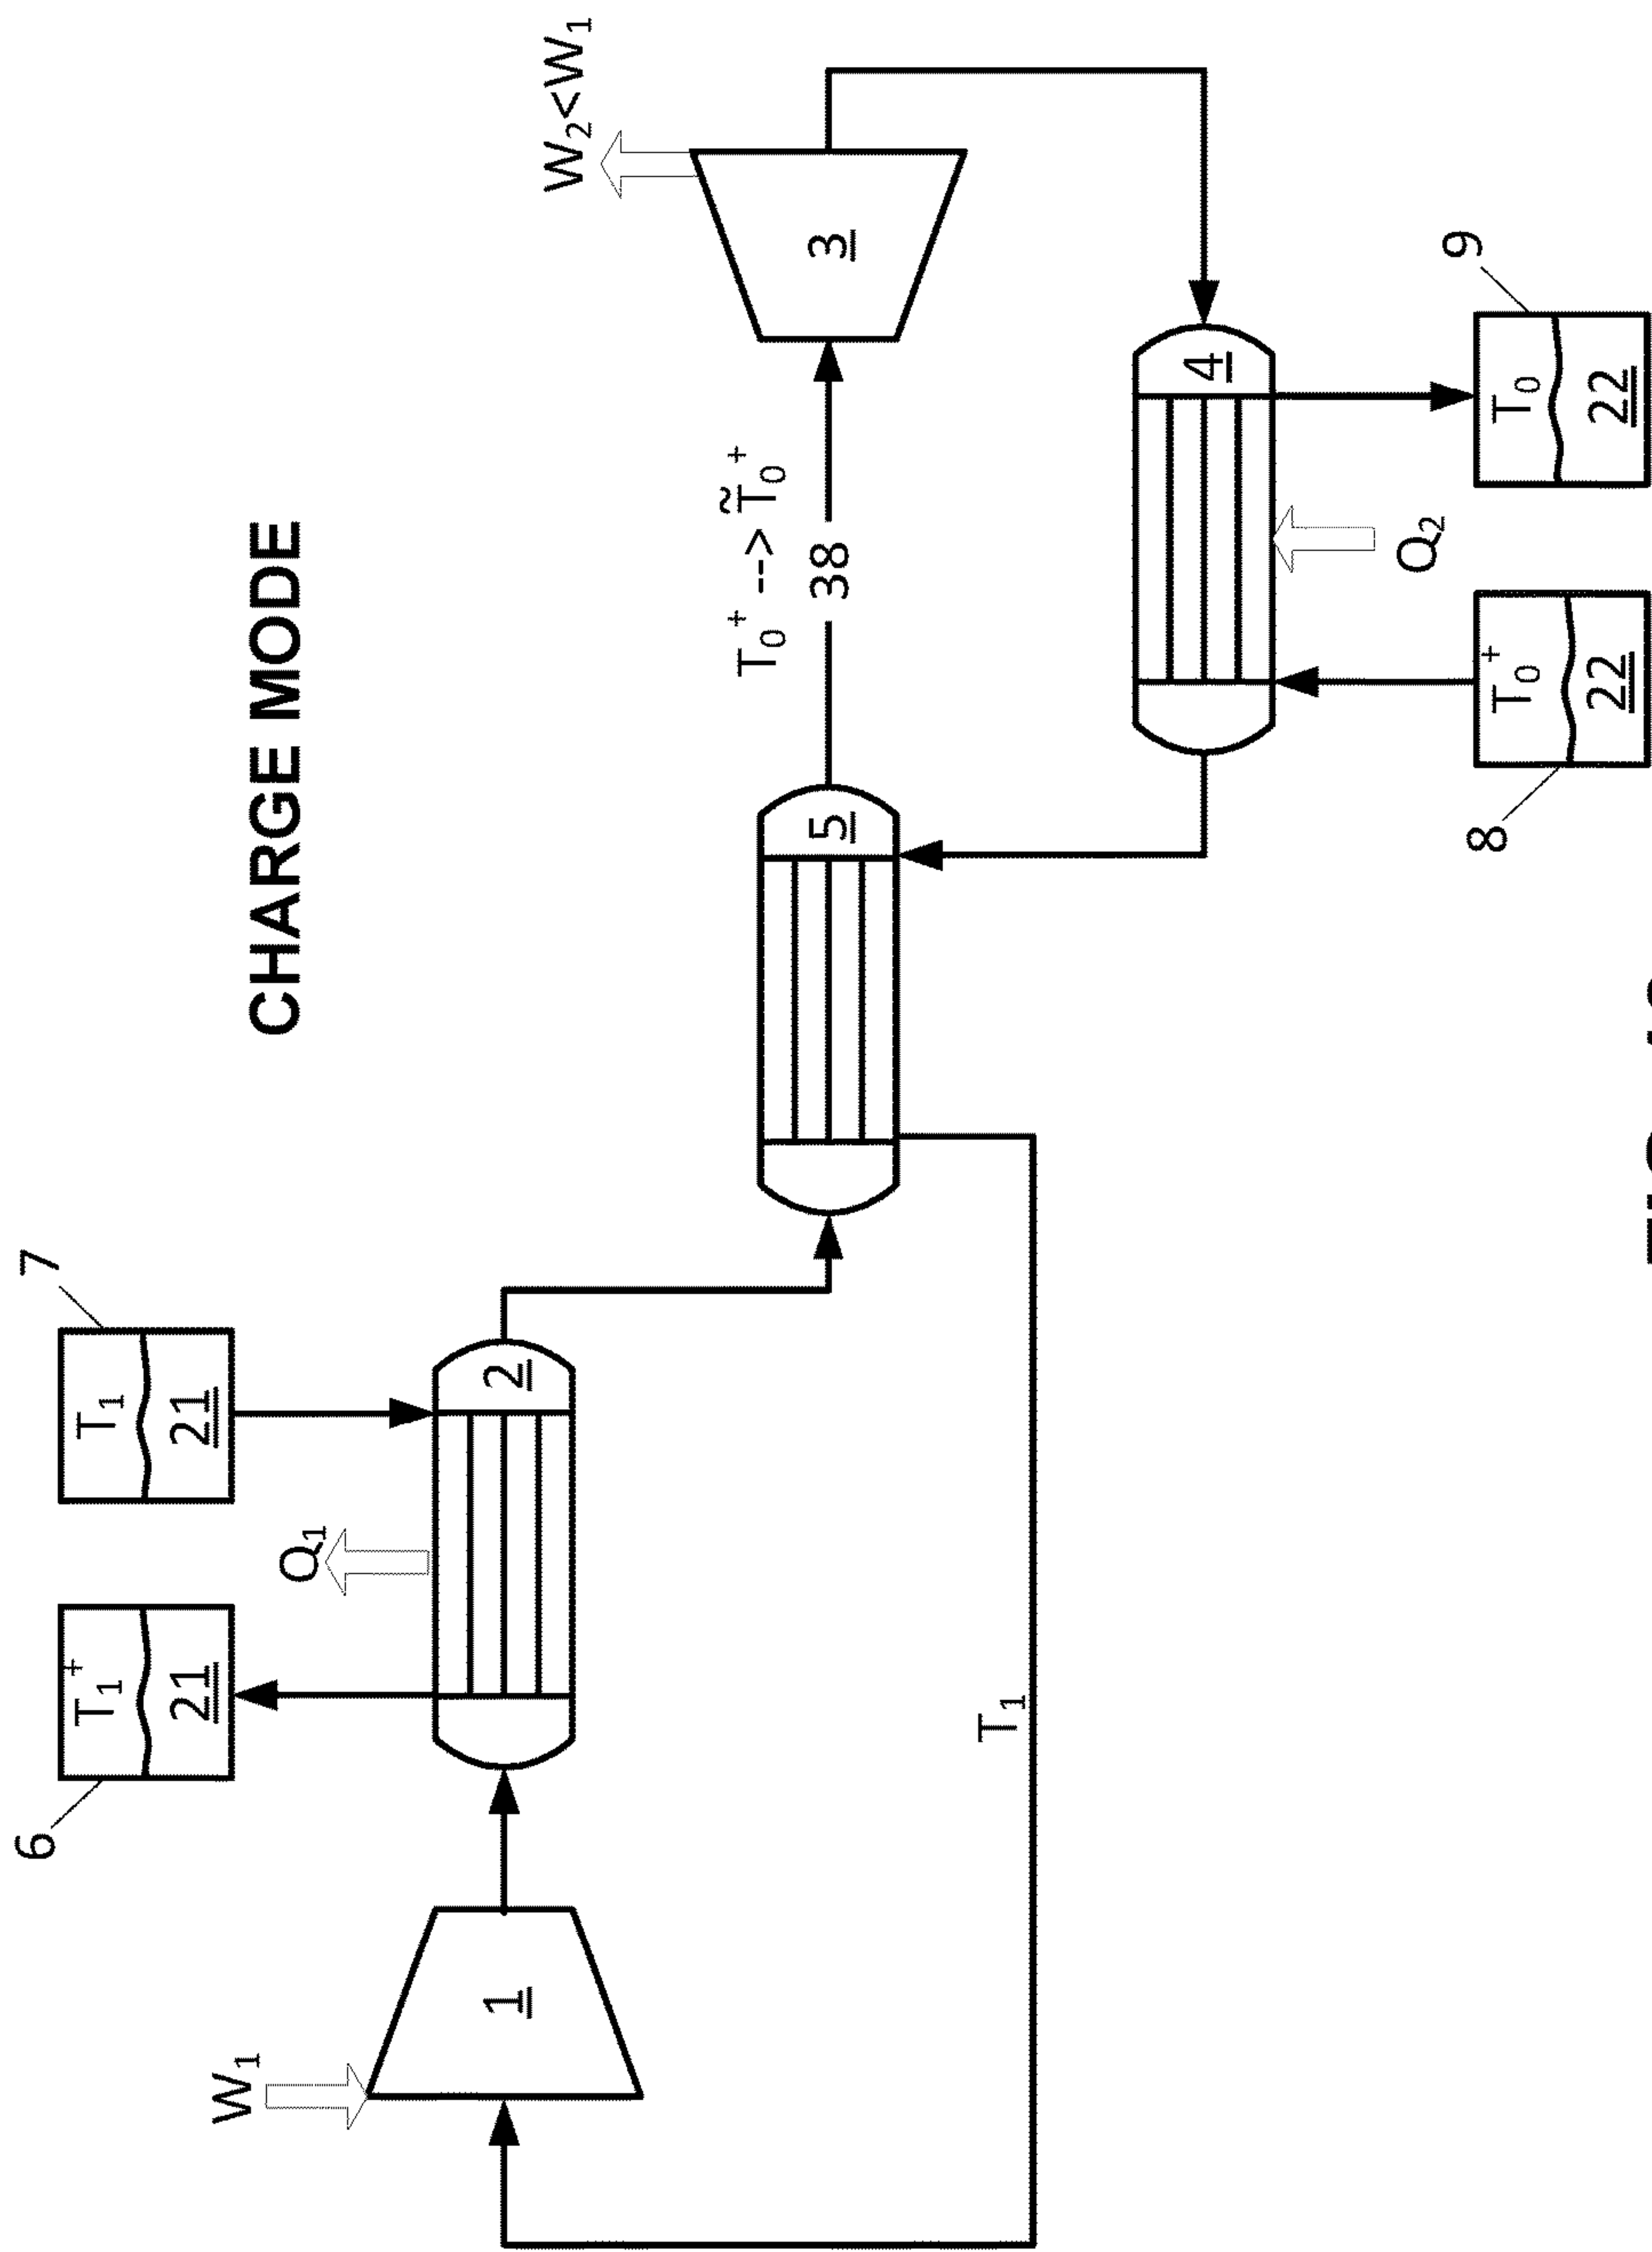 6
7
T₁⁺
T₁
21
21
W₁
Q₁
CHARGE MODE
1
2
W₂<W₁
T₀⁺ --> T̃₀⁺
5
38
3
T₁
4
Q₂
8
9
T₀⁺
T₀
22
22